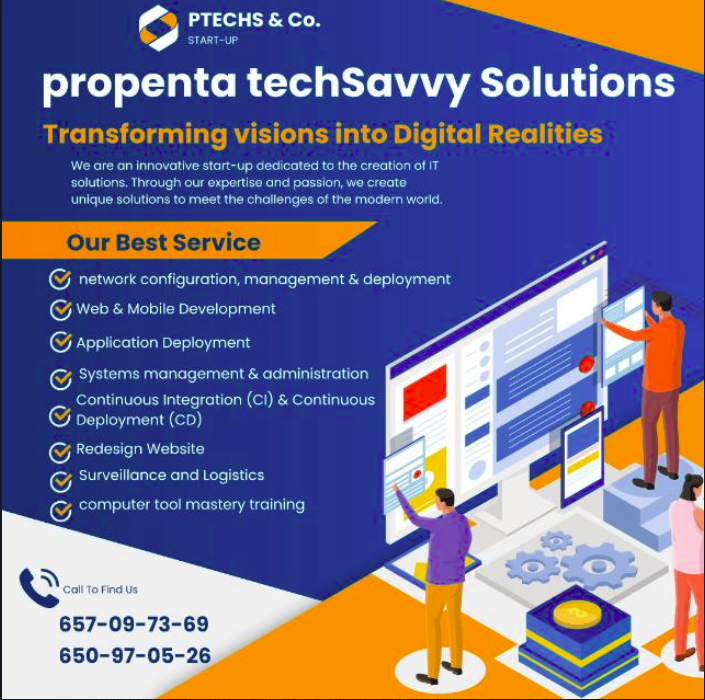 PTECHS & Co.
START-UP
propenta techSavvy Solutions
Transforming visions into Digital Realities
We are an innovative start-up dedicated to the creation of IT
solutions. Through our expertise and passion, we create
unique solutions to meet the challenges of the modern world.
Our Best Service
network configuration, management & deployment
Web & Mobile Development
Application Deployment
Systems management & administration
Continuous Integration (CI) & Continuous
Deployment (CD)
Redesign Website
Surveillance and Logistics
computer tool mastery training
Call To Find Us
657-09-73-69
650-97-05-26